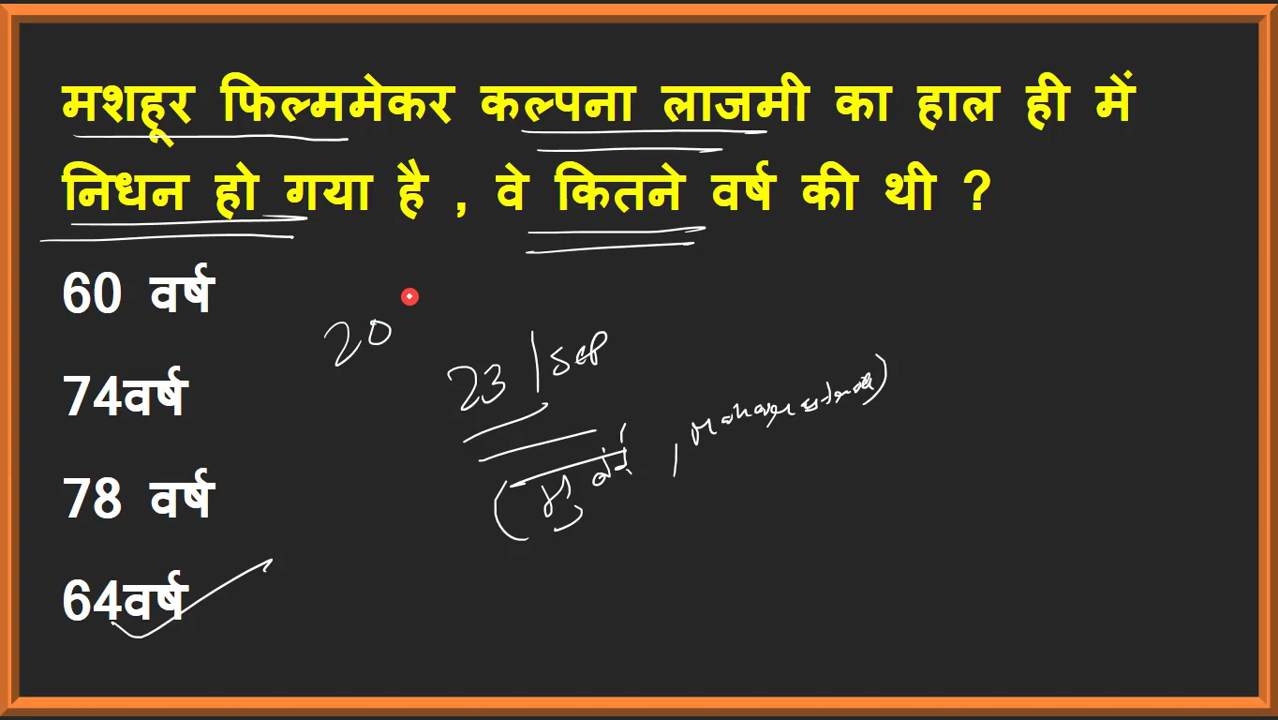 मशहूर फिल्ममेकर कल्पना लाजमी का हाल ही में
निधन हो गया है , वे कितने वर्ष की थी ?
60 वर्ष
20
23 / Sep
74वर्ष
78 वर्ष
64वर्ष